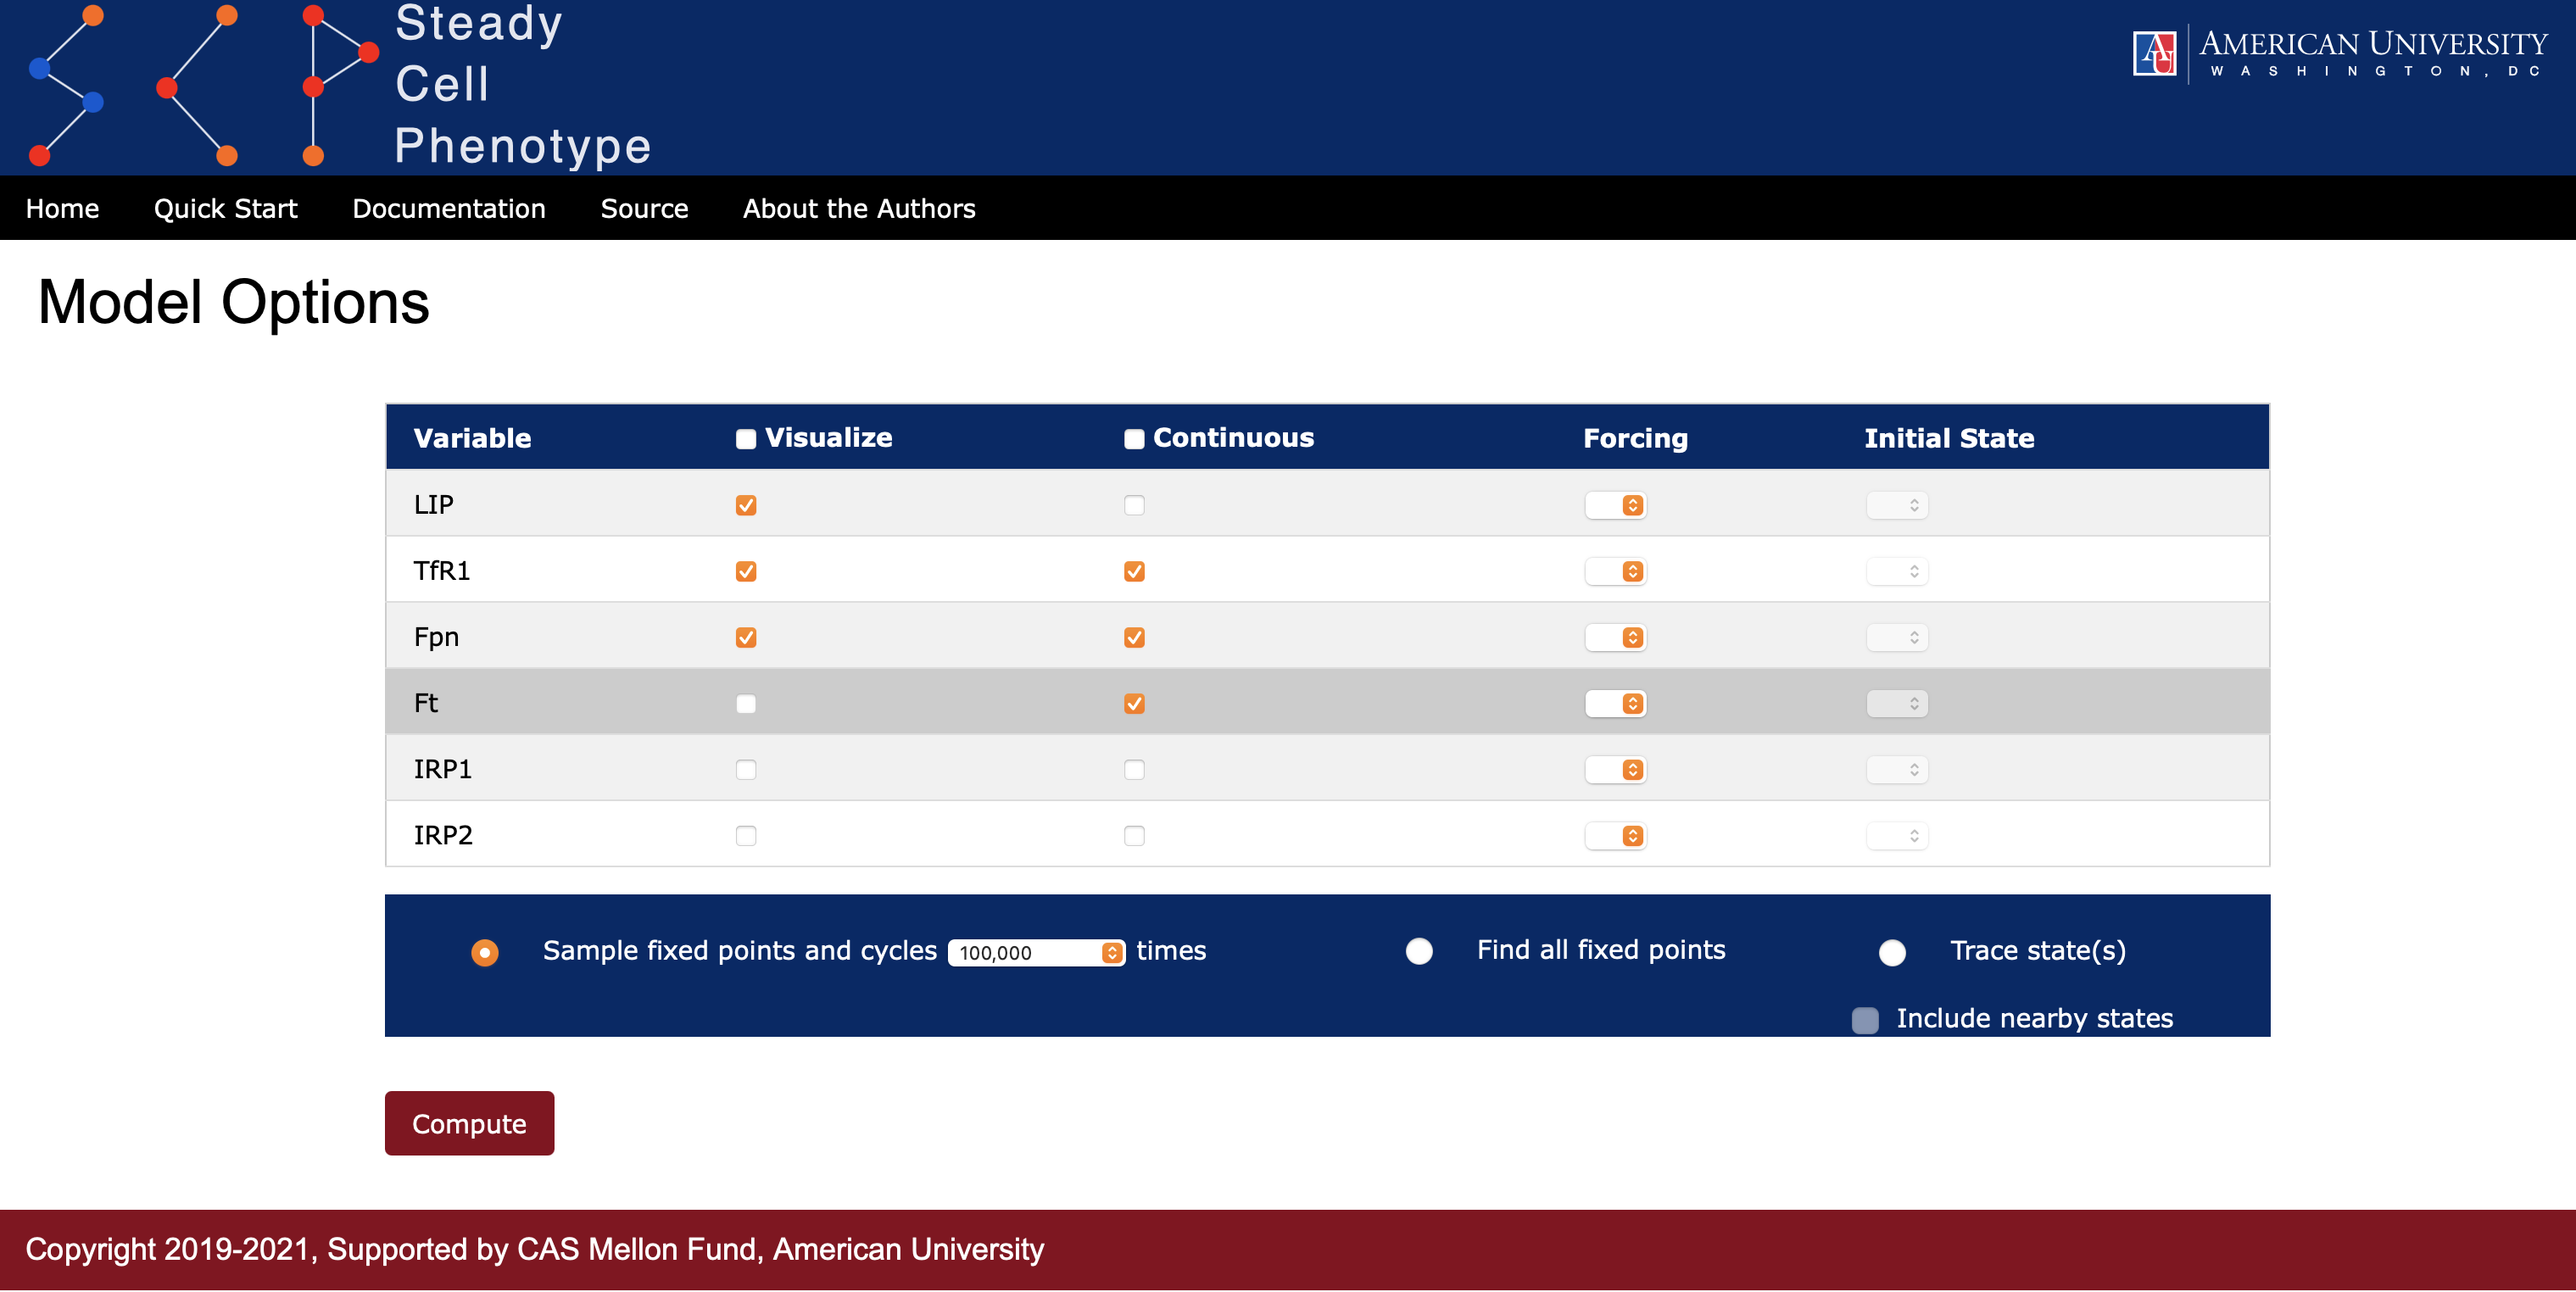 Steady
Cell
Phenotype
AMERICAN UNIVERSITY
WASHINGTON, DC
Home Quick Start Documentation Source About the Authors
Model Options
Variable Visualize Continuous Forcing Initial State
LIP
TfR1
Fpn
Ft
IRP1
IRP2
Sample fixed points and cycles 100,000 times Find all fixed points Trace state(s)
Include nearby states
Compute
Copyright 2019-2021, Supported by CAS Mellon Fund, American University